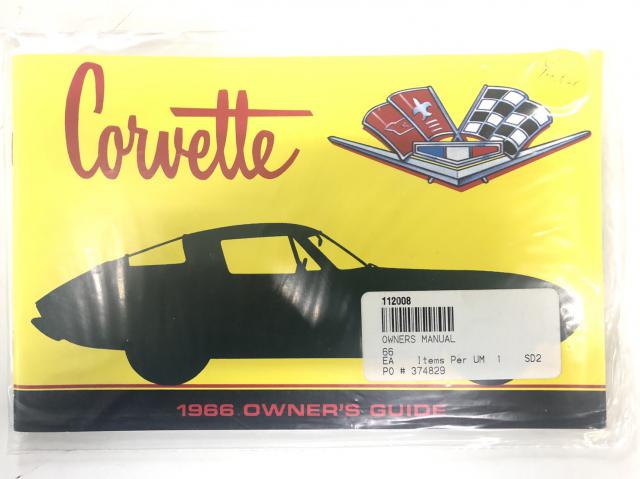 Corvette
112008
OWNERS MANUAL
66
EA Items Per UM 1 SD2
PO # 374829
1966 OWNER'S GUIDE